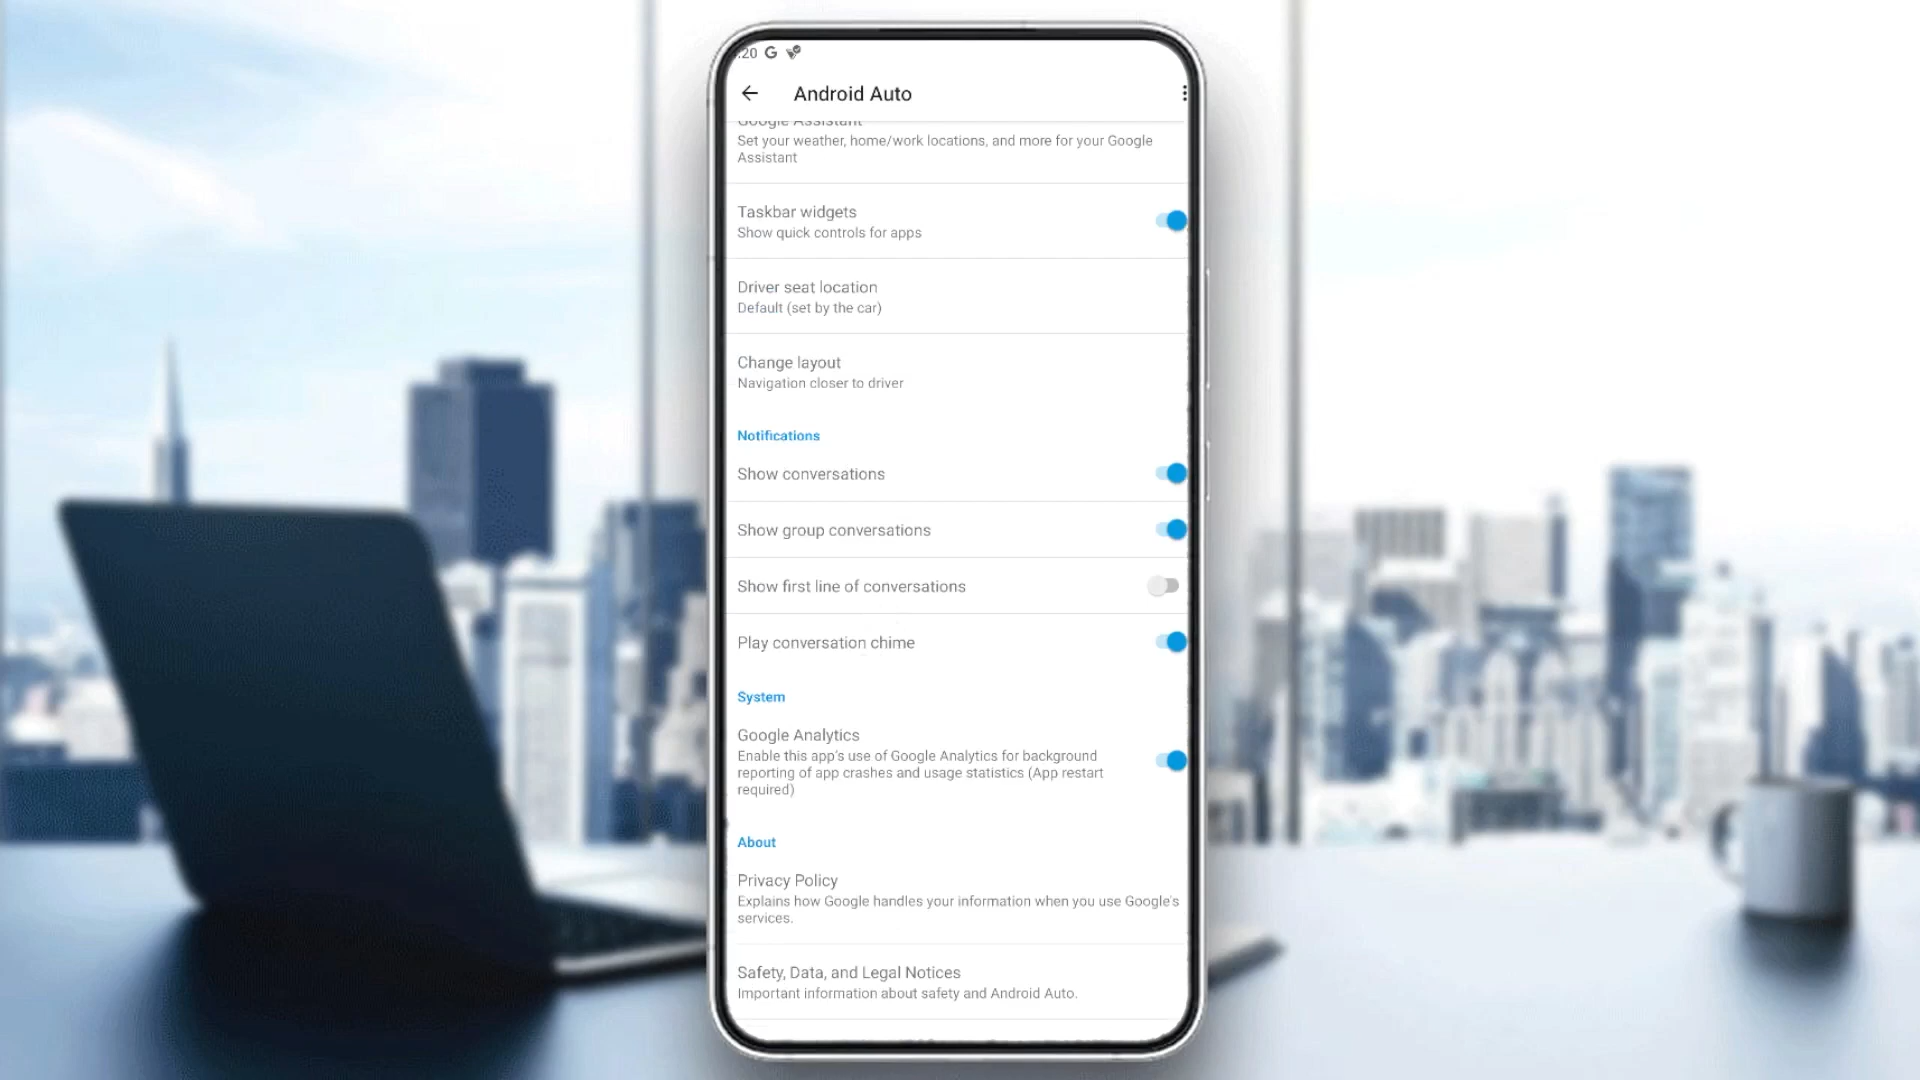 :20 G
Android Auto
Google Assistant
Set your weather, home/work locations, and more for your Google
Assistant
Taskbar widgets
Show quick controls for apps
Driver seat location
Default (set by the car)
Change layout
Navigation closer to driver
Notifications
Show conversations
Show group conversations
Show first line of conversations
Play conversation chime
System
Google Analytics
Enable this app's use of Google Analytics for background
reporting of app crashes and usage statistics (App restart
required)
About
Privacy Policy
Explains how Google handles your information when you use Google's
services.
Safety, Data, and Legal Notices
Important information about safety and Android Auto.